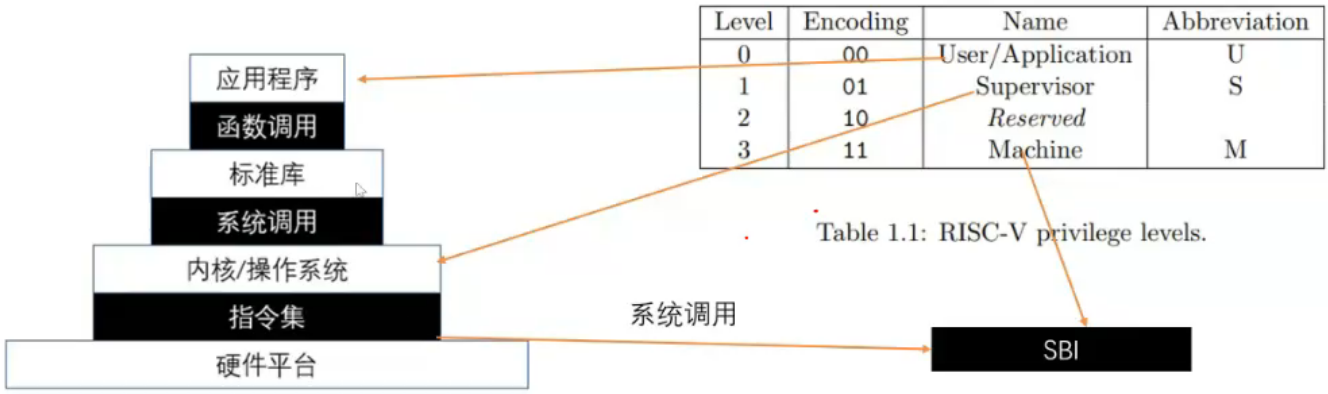 应用程序
函数调用
标准库
系统调用
内核/操作系统
指令集
硬件平台
Level Encoding Name Abbreviation
0 00 User/Application U
1 01 Supervisor S
2 10 Reserved
3 11 Machine M
Table 1.1: RISC-V privilege levels.
系统调用
SBI